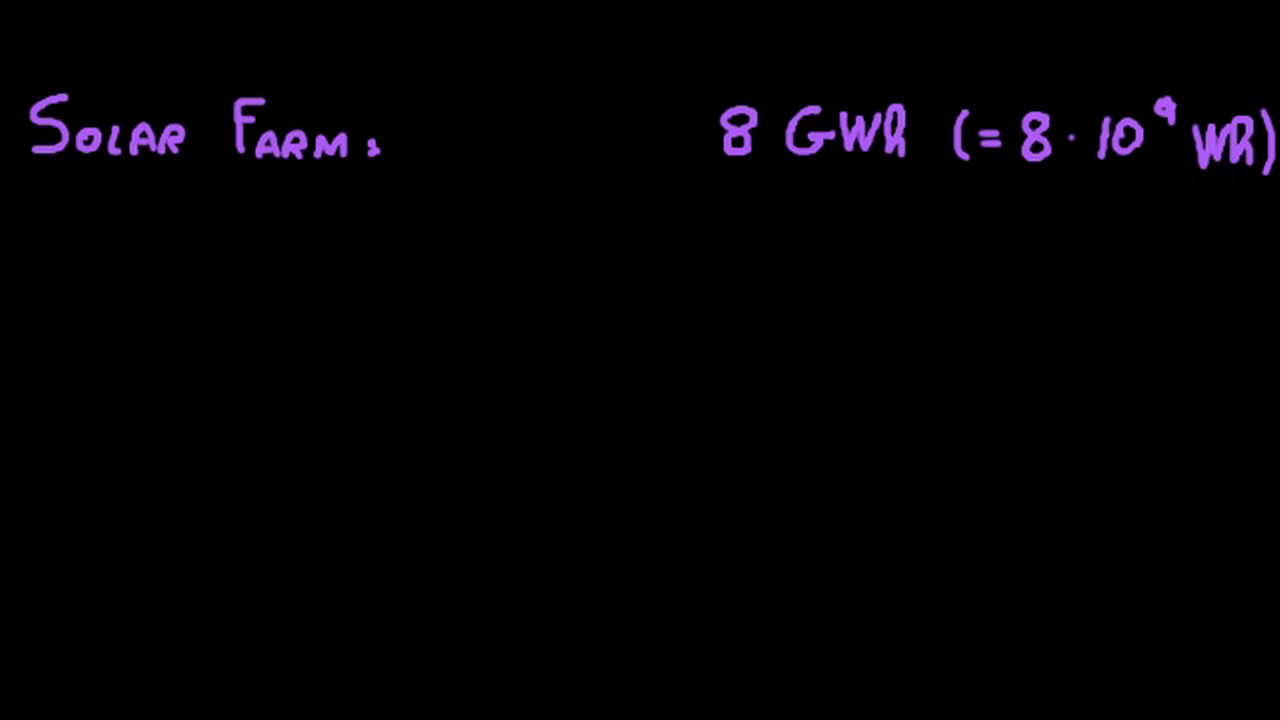 SOLAR FARM: 8 GWh (= 8 · 10⁹ Wh)